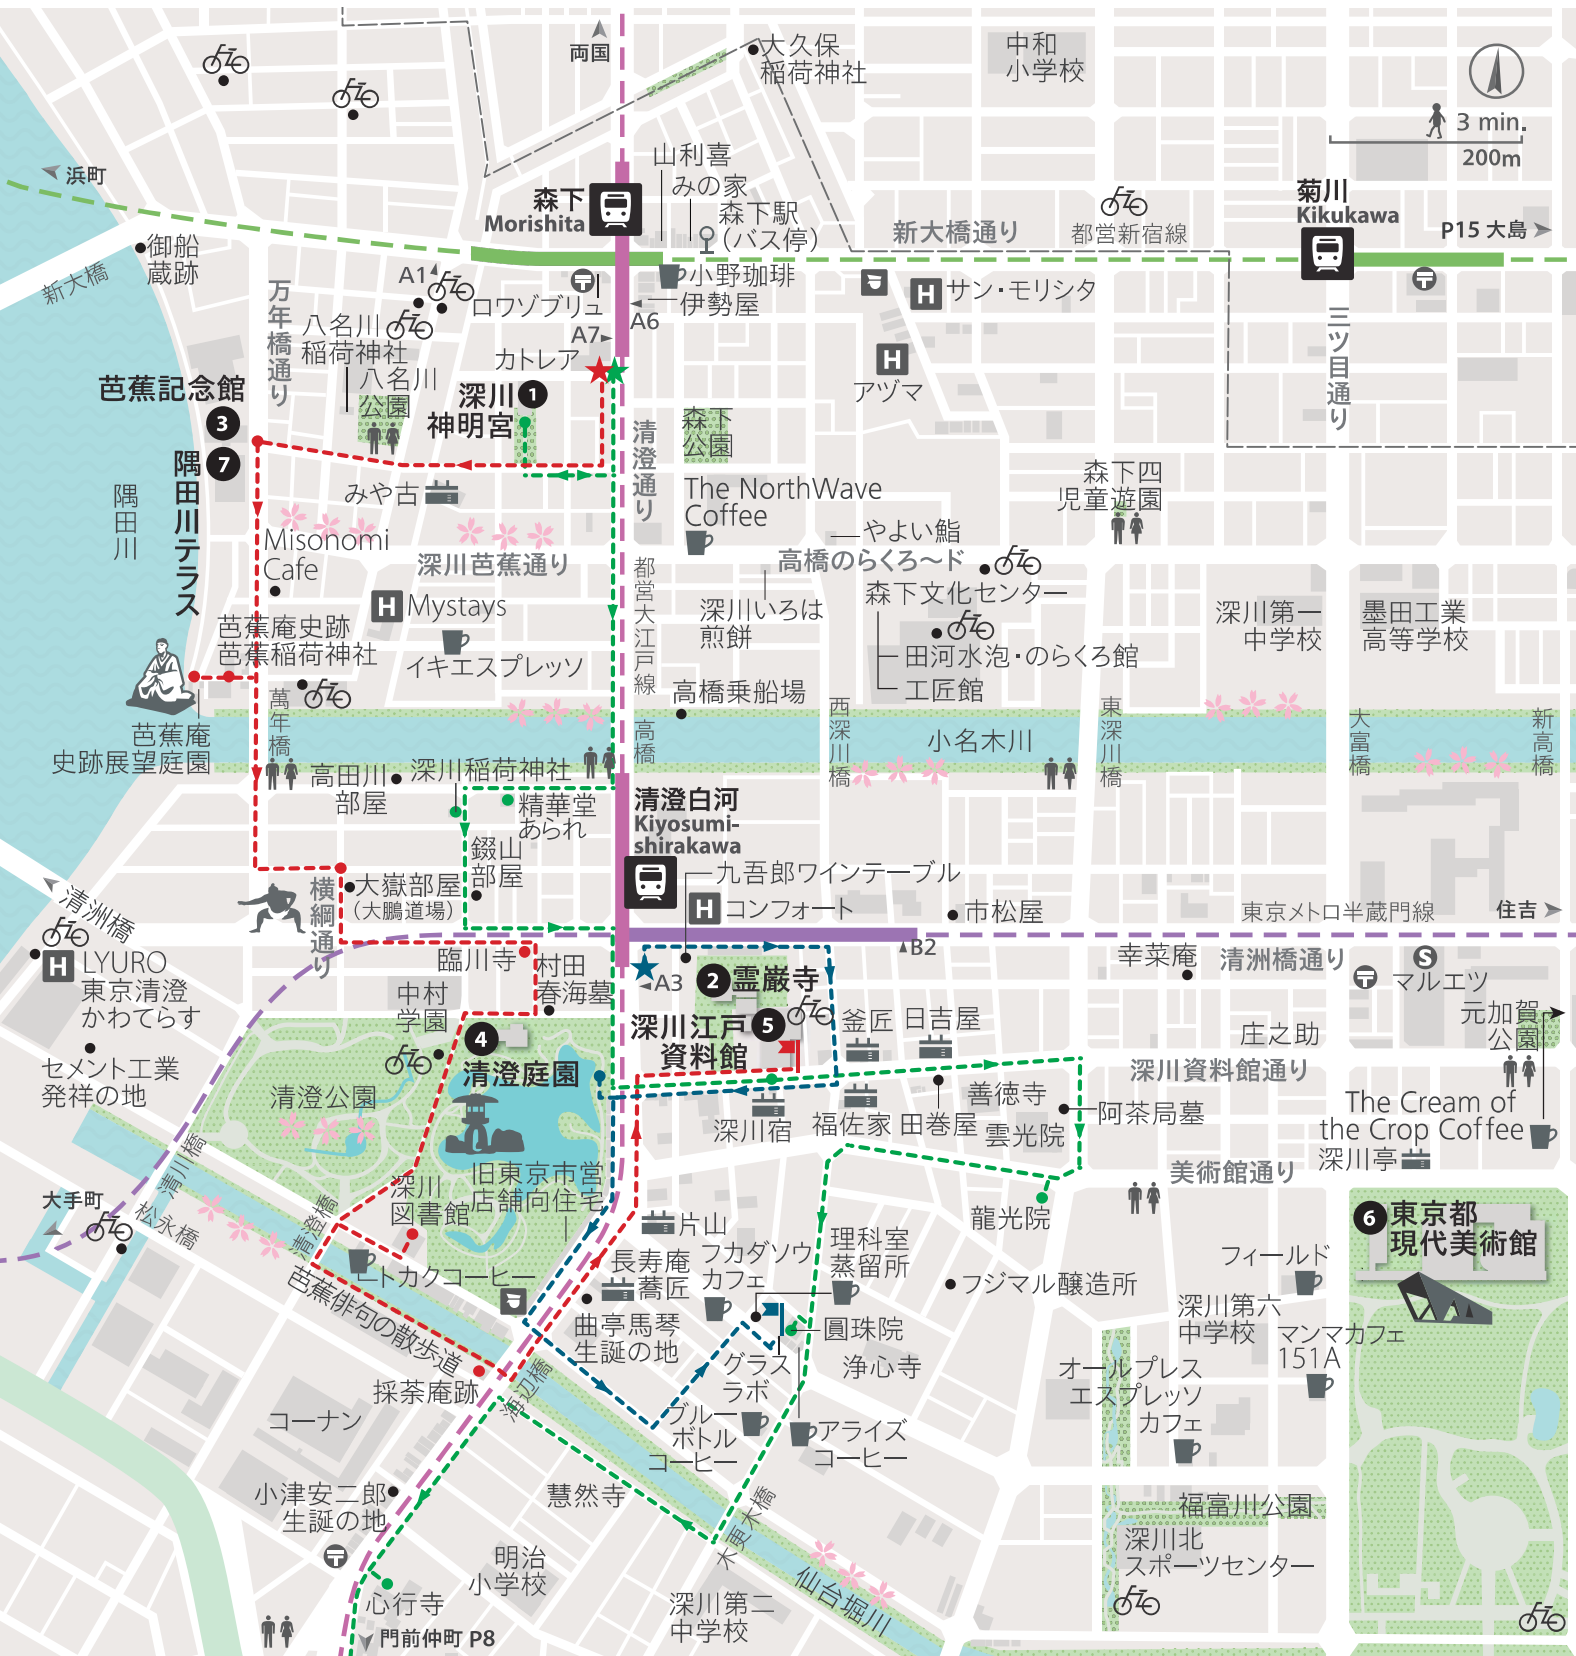 両国
大久保
稲荷神社
中和
小学校
3 min.
200m
浜町
森下
Morishita
山利喜
みの家
森下駅
(バス停)
新大橋通り
都営新宿線
菊川
Kikukawa
P15 大島
御船
蔵跡
新大橋
万年橋通り
A1
ロワゾブリュ
小野珈琲
伊勢屋
A6
A7
H サン・モリシタ
三ツ目通り
八名川
稲荷神社
八名川
公園
カトレア
深川
神明宮
1
H
アヅマ
芭蕉記念館
3
7
隅田川テラス
隅田川
清澄通り
森下
公園
みや古
The NorthWave
Coffee
やよい鮨
森下四
児童遊園
Misonomi
Cafe
深川芭蕉通り
高橋のらくろ〜ド
都営大江戸線
H Mystays
深川いろは
煎餅
森下文化センター
田河水泡・のらくろ館
工匠館
深川第一
中学校
墨田工業
高等学校
芭蕉庵史跡
芭蕉稲荷神社
イキエスプレッソ
高橋乗船場
萬年橋
高橋
西深川橋
小名木川
東深川橋
大富橋
新高橋
芭蕉庵
史跡展望庭園
高田川
部屋
深川稲荷神社
精華堂
あられ
清澄白河
Kiyosumi-
shirakawa
錣山
部屋
九吾郎ワインテーブル
H コンフォート
市松屋
東京メトロ半蔵門線
住吉
大嶽部屋
(大鵬道場)
横綱通り
清洲橋
H LYURO
東京清澄
かわてらす
臨川寺
村田
春海墓
A3
B2
2 霊巌寺
幸菜庵
清洲橋通り
S
マルエツ
中村
学園
4
清澄庭園
深川江戸
資料館
5
釜匠
日吉屋
庄之助
元加賀
公園
セメント工業
発祥の地
清澄公園
深川資料館通り
善徳寺
阿茶局墓
The Cream of
the Crop Coffee
深川亭
深川宿
福佐家
田巻屋
雲光院
美術館通り
清川橋
大手町
松永橋
清澄橋
深川
図書館
旧東京市営
店舗向住宅
龍光院
6 東京都
現代美術館
片山
長寿庵
蕎匠
フカダソウ
カフェ
理科室
蒸留所
フジマル醸造所
フィールド
トカクコーヒー
芭蕉俳句の散歩道
曲亭馬琴
生誕の地
圓珠院
グラス
ラボ
浄心寺
深川第六
中学校
マンマカフェ
151A
オールプレス
エスプレッソ
カフェ
採荼庵跡
海辺橋
コーナン
ブルー
ボトル
コーヒー
アライズ
コーヒー
小津安二郎
生誕の地
慧然寺
木更木橋
福富川公園
深川北
スポーツセンター
明治
小学校
仙台堀川
心行寺
深川第二
中学校
門前仲町 P8